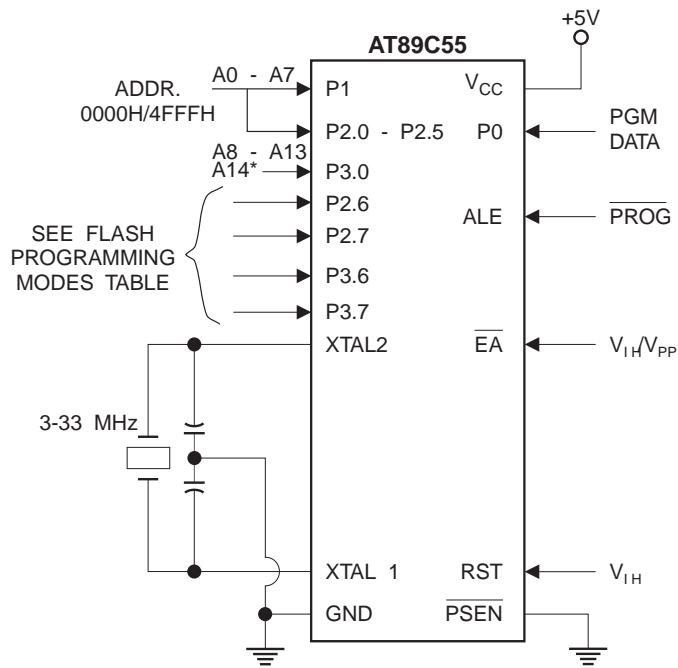 +5V
AT89C55
ADDR.
0000H/4FFFH
A0 - A7
P1
VCC
P2.0 - P2.5
P0
PGM
DATA
A8 - A13
A14*
P3.0
P2.6
ALE
PROG
SEE FLASH
PROGRAMMING
MODES TABLE
P2.7
P3.6
P3.7
XTAL2
EA
VIH/VPP
3-33 MHz
XTAL 1
RST
VIH
GND
PSEN